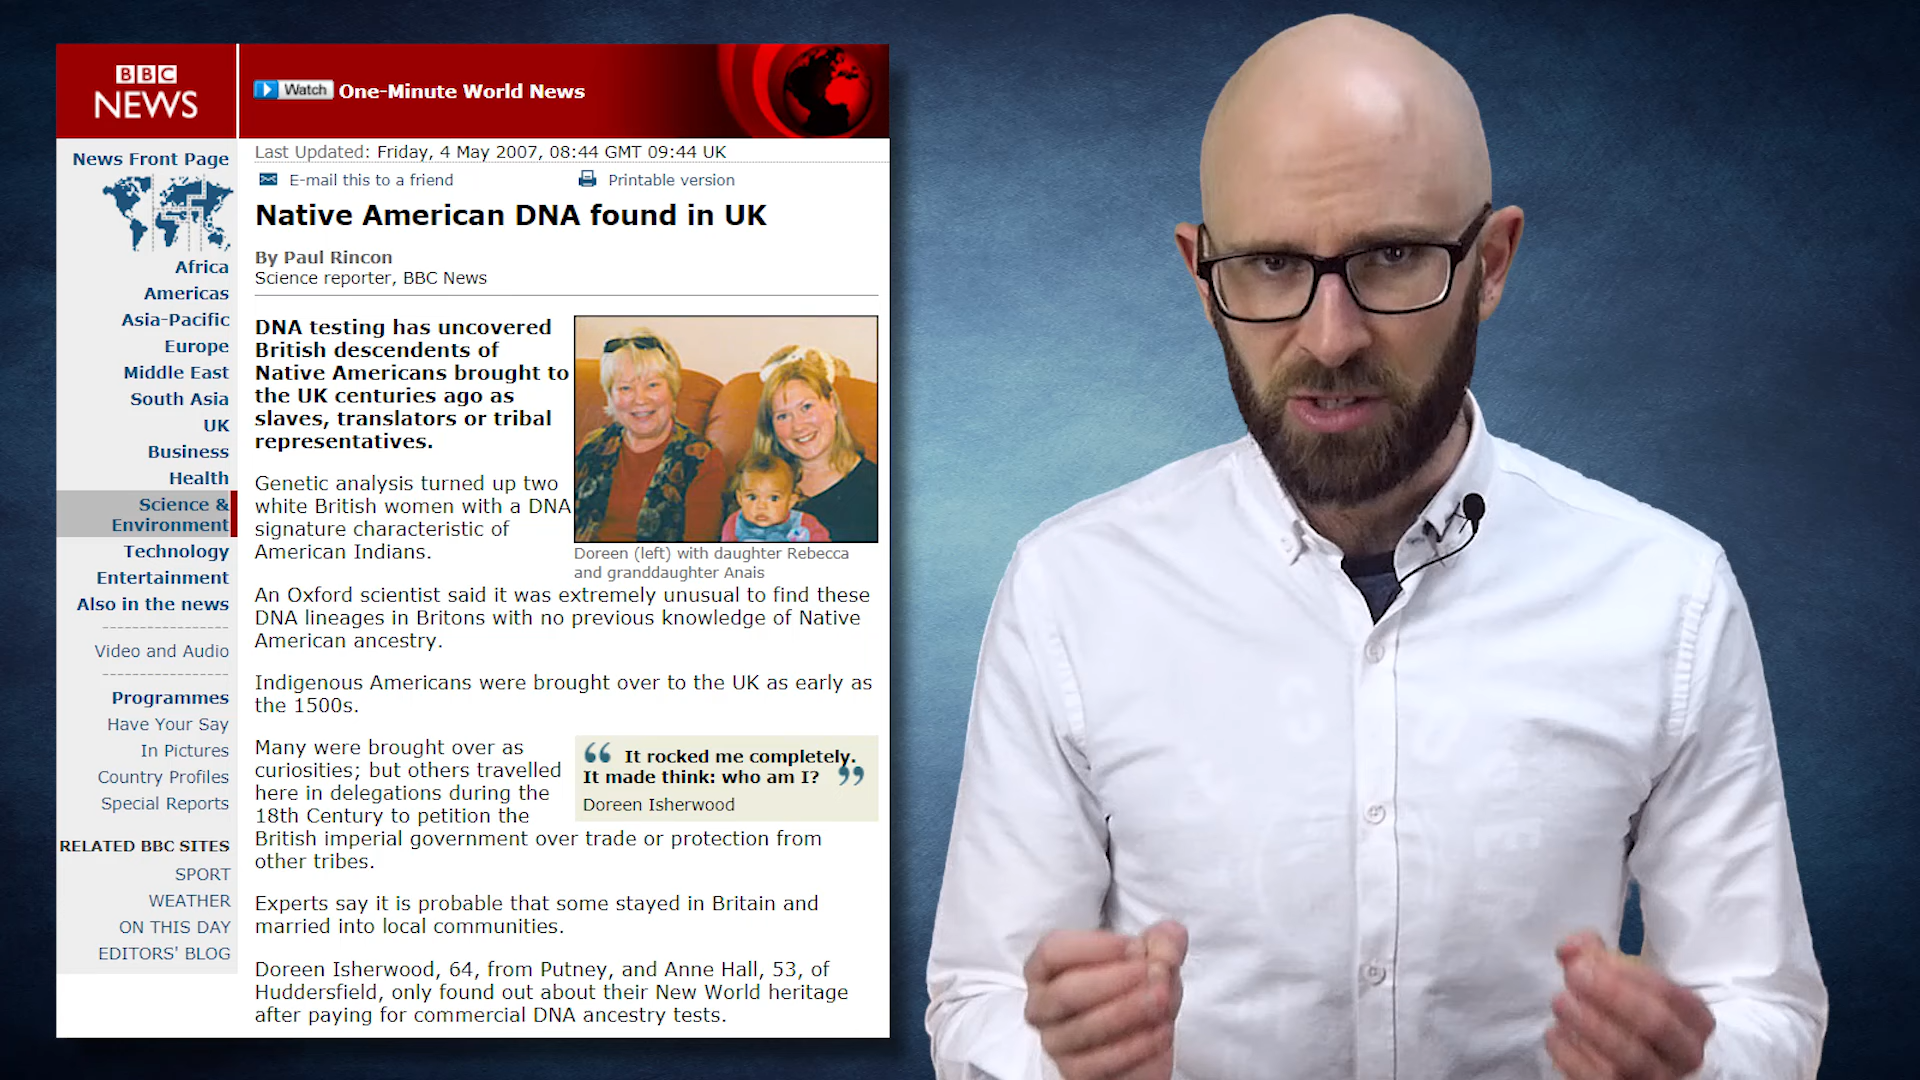 BBC
NEWS
Watch One-Minute World News
News Front Page
Africa
Americas
Asia-Pacific
Europe
Middle East
South Asia
UK
Business
Health
Science &
Environment
Technology
Entertainment
Also in the news
Video and Audio
Programmes
Have Your Say
In Pictures
Country Profiles
Special Reports
RELATED BBC SITES
SPORT
WEATHER
ON THIS DAY
EDITORS' BLOG
Last Updated: Friday, 4 May 2007, 08:44 GMT 09:44 UK
E-mail this to a friend
Printable version
Native American DNA found in UK
By Paul Rincon
Science reporter, BBC News
DNA testing has uncovered
British descendents of
Native Americans brought to
the UK centuries ago as
slaves, translators or tribal
representatives.
Genetic analysis turned up two
white British women with a DNA
signature characteristic of
American Indians.
Doreen (left) with daughter Rebecca
and granddaughter Anais
An Oxford scientist said it was extremely unusual to find these
DNA lineages in Britons with no previous knowledge of Native
American ancestry.
Indigenous Americans were brought over to the UK as early as
the 1500s.
Many were brought over as
curiosities; but others travelled
here in delegations during the
18th Century to petition the
British imperial government over trade or protection from
other tribes.
“ It rocked me completely.
It made think: who am I? ”
Doreen Isherwood
Experts say it is probable that some stayed in Britain and
married into local communities.
Doreen Isherwood, 64, from Putney, and Anne Hall, 53, of
Huddersfield, only found out about their New World heritage
after paying for commercial DNA ancestry tests.